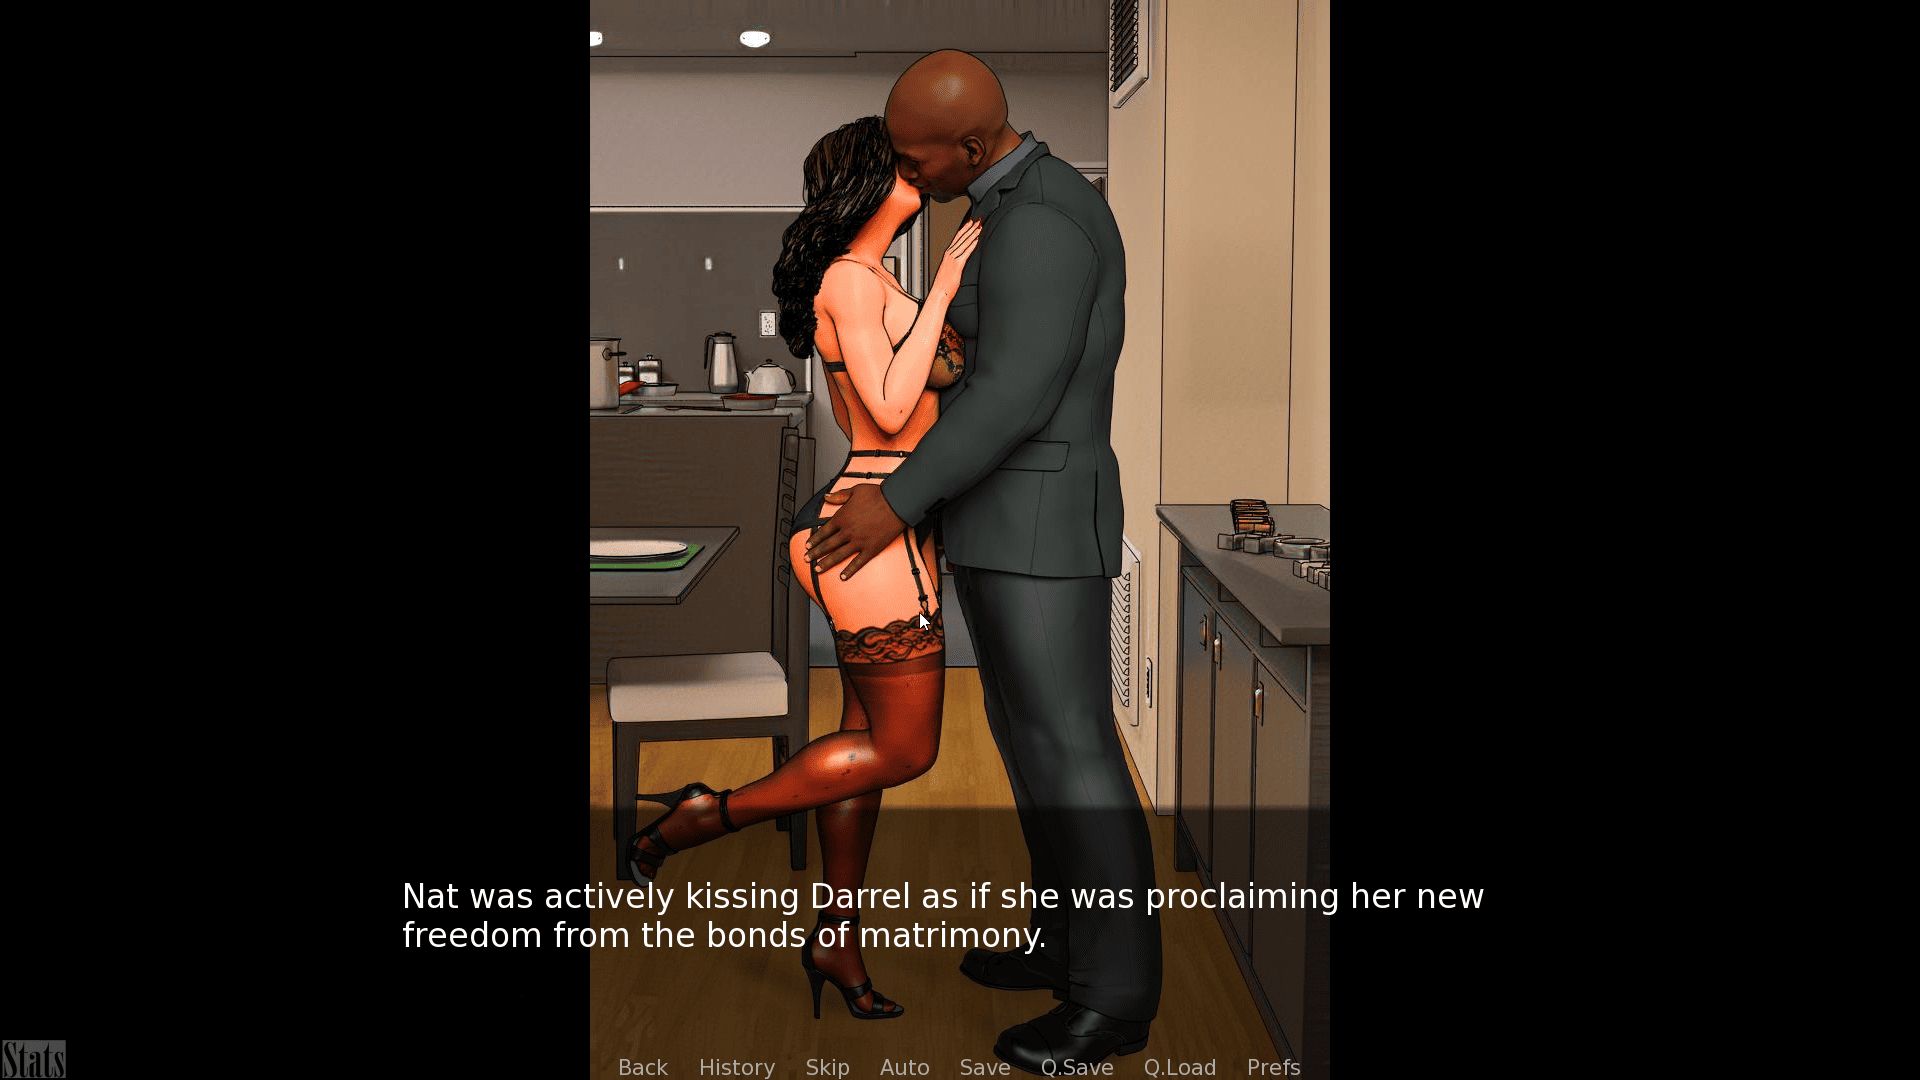 Nat was actively kissing Darrel as if she was proclaiming her new
freedom from the bonds of matrimony.
Stats
Back History Skip Auto Save Q.Save Q.Load Prefs